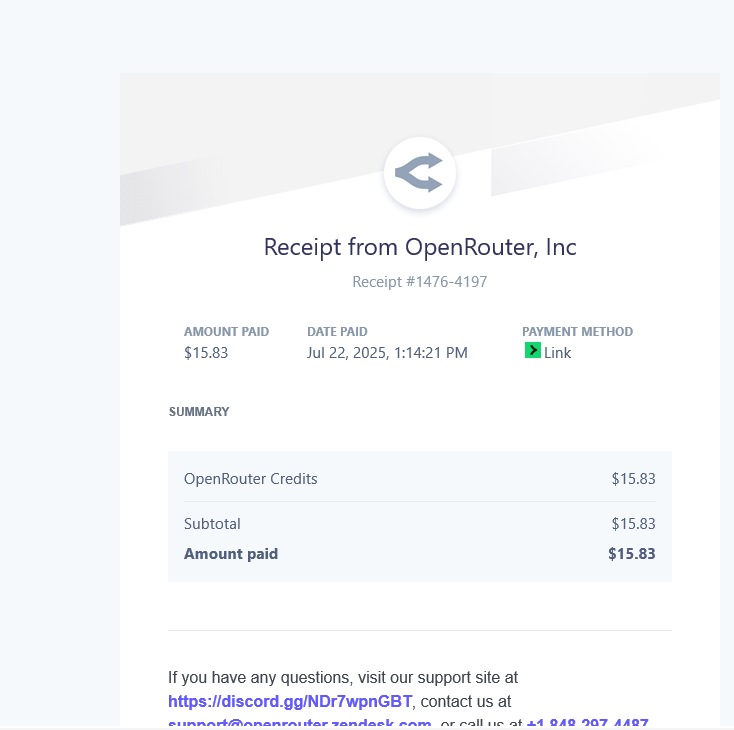 Receipt from OpenRouter, Inc
Receipt #1476-4197
AMOUNT PAID DATE PAID PAYMENT METHOD
$15.83 Jul 22, 2025, 1:14:21 PM Link
SUMMARY
OpenRouter Credits $15.83
Subtotal $15.83
Amount paid $15.83
If you have any questions, visit our support site at
https://discord.gg/NDr7wpnGBT, contact us at
support@openrouter.zendesk.com, or call us at +1 848-297-4487